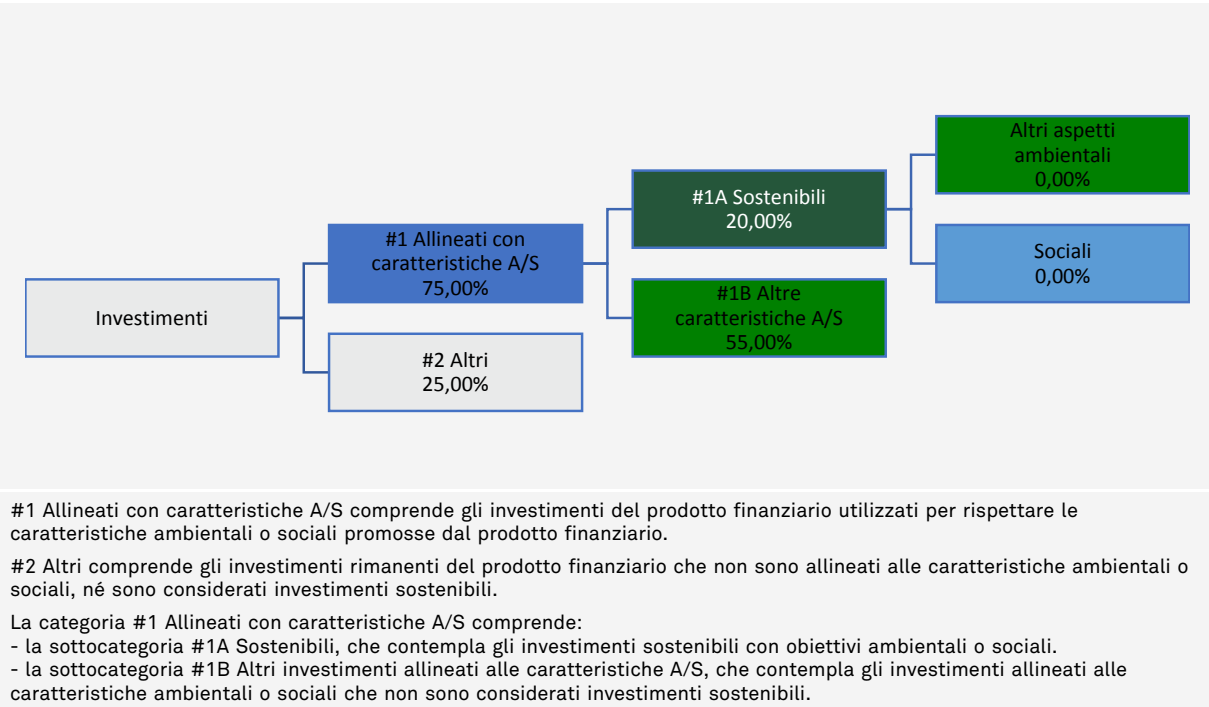 Investimenti
#1 Allineati con
caratteristiche A/S
75,00%
#2 Altri
25,00%
#1A Sostenibili
20,00%
#1B Altre
caratteristiche A/S
55,00%
Altri aspetti
ambientali
0,00%
Sociali
0,00%
#1 Allineati con caratteristiche A/S comprende gli investimenti del prodotto finanziario utilizzati per rispettare le
caratteristiche ambientali o sociali promosse dal prodotto finanziario.
#2 Altri comprende gli investimenti rimanenti del prodotto finanziario che non sono allineati alle caratteristiche ambientali o
sociali, né sono considerati investimenti sostenibili.
La categoria #1 Allineati con caratteristiche A/S comprende:
- la sottocategoria #1A Sostenibili, che contempla gli investimenti sostenibili con obiettivi ambientali o sociali.
- la sottocategoria #1B Altri investimenti allineati alle caratteristiche A/S, che contempla gli investimenti allineati alle
caratteristiche ambientali o sociali che non sono considerati investimenti sostenibili.